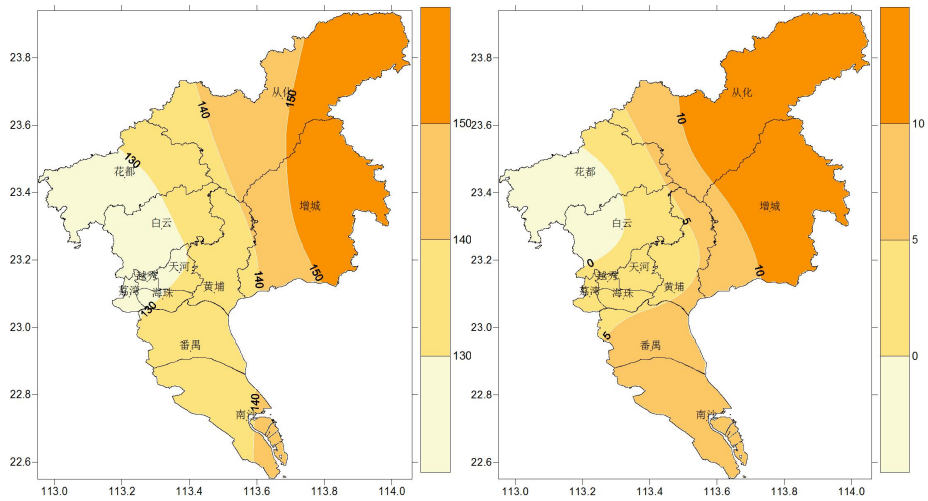 23.8
23.6
23.4
23.2
23.0
22.8
22.6
113.0
113.2
113.4
113.6
113.8
114.0
从化
花都
增城
白云
天河
越秀
荔湾
海珠
黄埔
番禺
南沙
140
150
130
140
150
130
140
150
140
130
23.8
23.6
23.4
23.2
23.0
22.8
22.6
113.0
113.2
113.4
113.6
113.8
114.0
从化
花都
增城
白云
天河
越秀
荔湾
海珠
黄埔
番禺
南沙
10
5
0
10
5
10
5
0